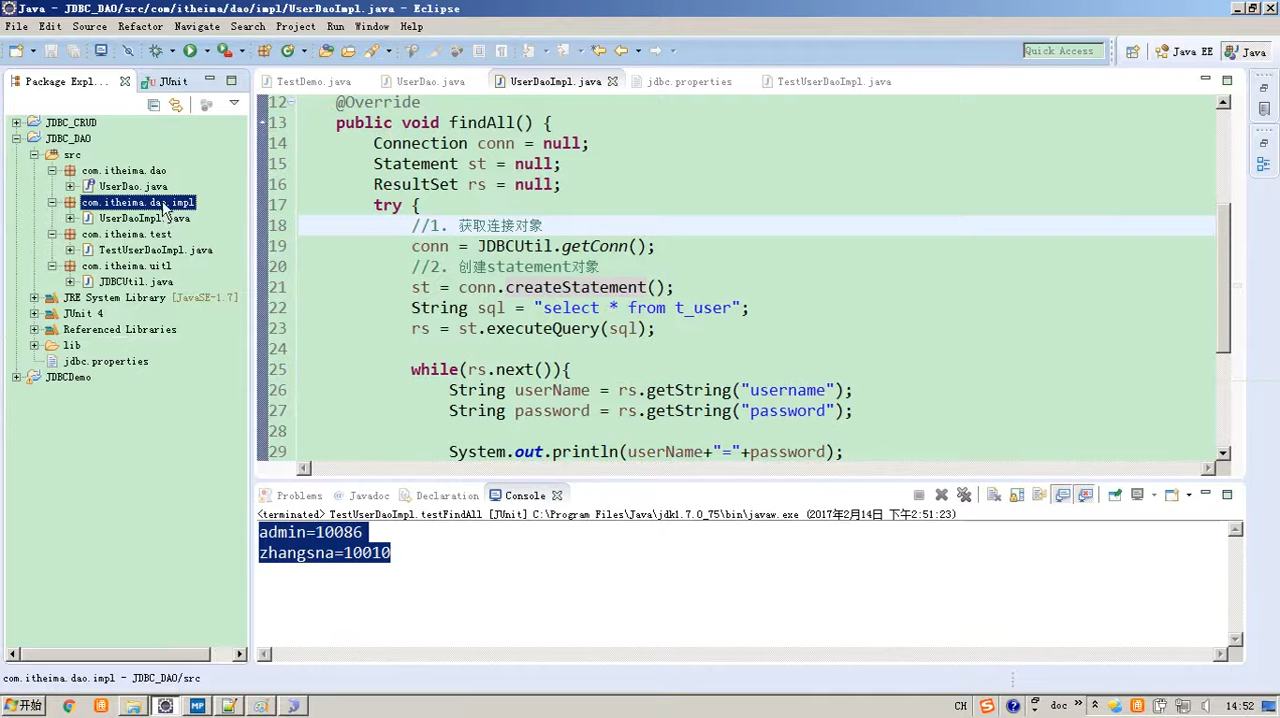 Java - JDBC_DAO/src/com/itheima/dao/impl/UserDaoImpl.java - Eclipse
File Edit Source Refactor Navigate Search Project Run Window Help
Quick Access Java EE Java
Package Expl... JUnit
TestDemo.java UserDao.java UserDaoImpl.java jdbc.properties TestUserDaoImpl.java
JDBC_CRUD
JDBC_DAO
src
com.itheima.dao
UserDao.java
com.itheima.dao.impl
UserDaoImpl.java
com.itheima.test
TestUserDaoImpl.java
com.itheima.uitl
JDBCUtil.java
JRE System Library [JavaSE-1.7]
JUnit 4
Referenced Libraries
lib
jdbc.properties
JDBCDemo
12 @Override
13 public void findAll() {
14 Connection conn = null;
15 Statement st = null;
16 ResultSet rs = null;
17 try {
18 //1. 获取连接对象
19 conn = JDBCUtil.getConn();
20 //2. 创建statement对象
21 st = conn.createStatement();
22 String sql = "select * from t_user";
23 rs = st.executeQuery(sql);
24
25 while(rs.next()){
26 String userName = rs.getString("username");
27 String password = rs.getString("password");
28
29 System.out.println(userName+"="+password);
Problems Javadoc Declaration Console
<terminated> TestUserDaoImpl.testFindAll [JUnit] C:\Program Files\Java\jdk1.7.0_75\bin\javaw.exe (2017年2月14日 下午2:51:23)
admin=10086
zhangsna=10010
com.itheima.dao.impl - JDBC_DAO/src
开始 MP CH doc 14:52